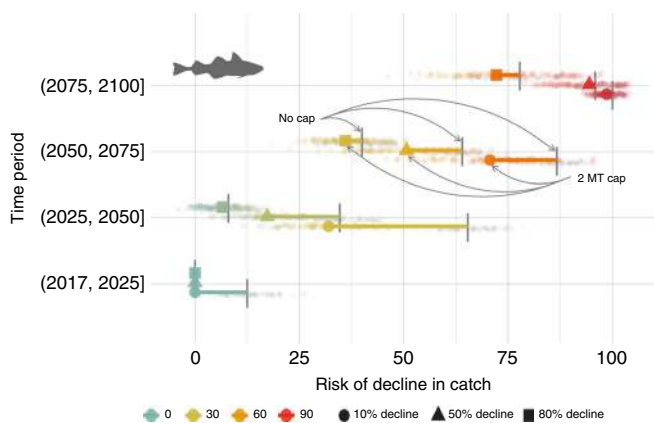 (2075, 2100]
No cap
(2050, 2075]
2 MT cap
(2025, 2050]
(2017, 2025]
Time period
0 25 50 75 100
Risk of decline in catch
0 30 60 90 10% decline 50% decline 80% decline